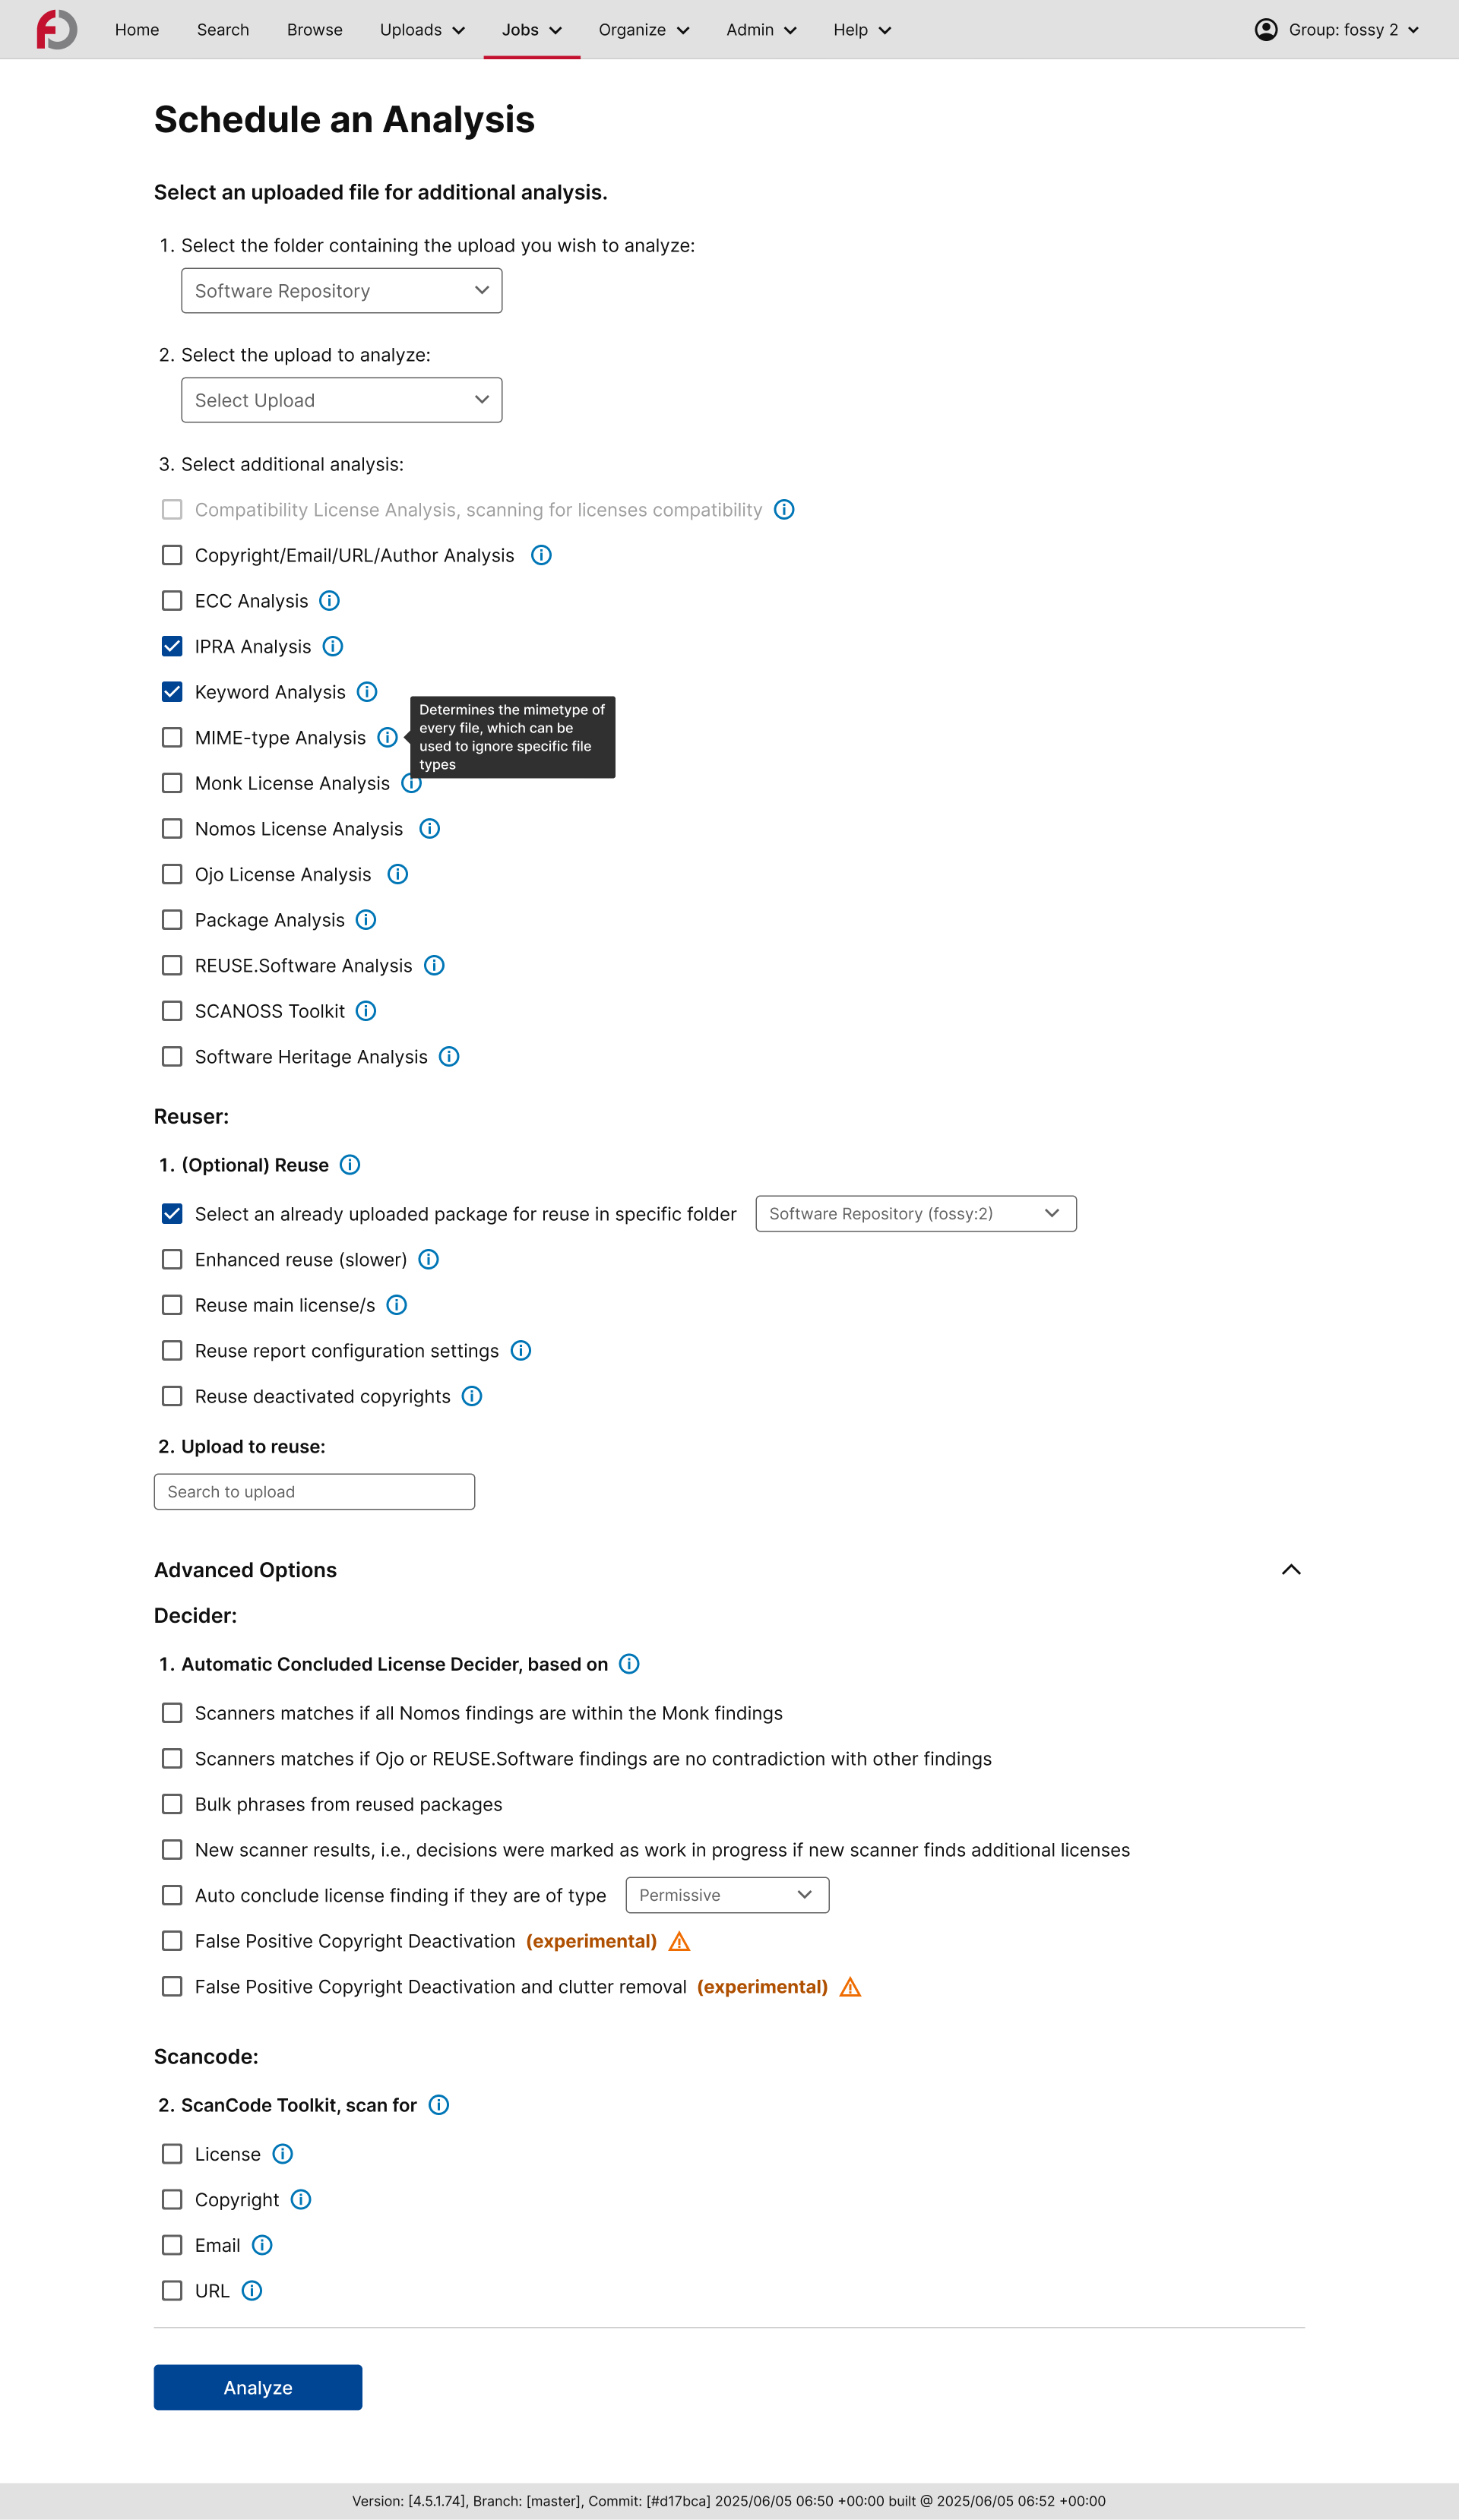 Home Search Browse Uploads Jobs Organize Admin Help Group: fossy 2
Schedule an Analysis
Select an uploaded file for additional analysis.
1. Select the folder containing the upload you wish to analyze:
Software Repository
2. Select the upload to analyze:
Select Upload
3. Select additional analysis:
Compatibility License Analysis, scanning for licenses compatibility
Copyright/Email/URL/Author Analysis
ECC Analysis
IPRA Analysis
Keyword Analysis
MIME-type Analysis
Determines the mimetype of
every file, which can be
used to ignore specific file
types
Monk License Analysis
Nomos License Analysis
Ojo License Analysis
Package Analysis
REUSE.Software Analysis
SCANOSS Toolkit
Software Heritage Analysis
Reuser:
1. (Optional) Reuse
Select an already uploaded package for reuse in specific folder Software Repository (fossy:2)
Enhanced reuse (slower)
Reuse main license/s
Reuse report configuration settings
Reuse deactivated copyrights
2. Upload to reuse:
Search to upload
Advanced Options
Decider:
1. Automatic Concluded License Decider, based on
Scanners matches if all Nomos findings are within the Monk findings
Scanners matches if Ojo or REUSE.Software findings are no contradiction with other findings
Bulk phrases from reused packages
New scanner results, i.e., decisions were marked as work in progress if new scanner finds additional licenses
Auto conclude license finding if they are of type Permissive
False Positive Copyright Deactivation (experimental)
False Positive Copyright Deactivation and clutter removal (experimental)
Scancode:
2. ScanCode Toolkit, scan for
License
Copyright
Email
URL
Analyze
Version: [4.5.1.74], Branch: [master], Commit: [#d17bca] 2025/06/05 06:50 +00:00 built @ 2025/06/05 06:52 +00:00